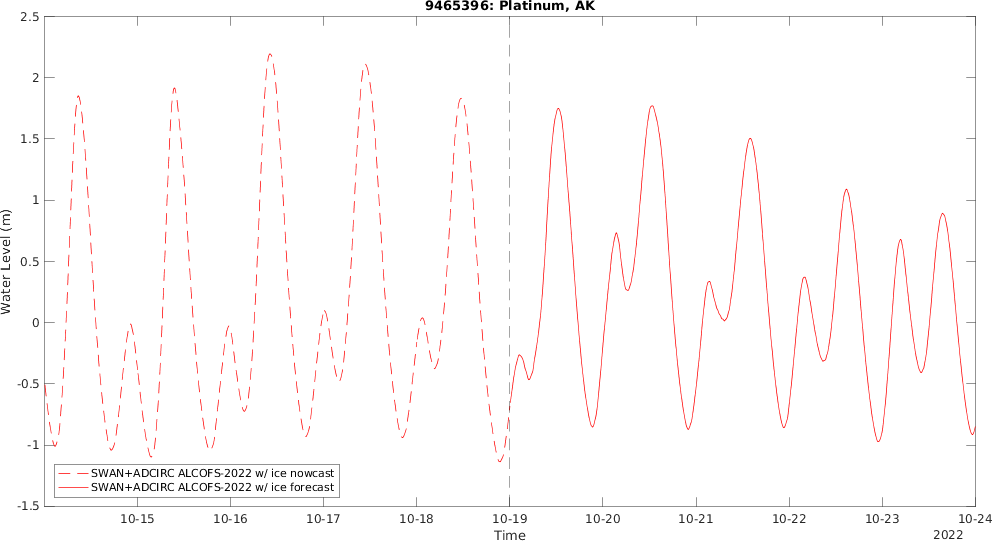 9465396: Platinum, AK
2.5
2
1.5
1
0.5
0
-0.5
-1
-1.5
Water Level (m)
SWAN+ADCIRC ALCOFS-2022 w/ ice nowcast
SWAN+ADCIRC ALCOFS-2022 w/ ice forecast
10-15 10-16 10-17 10-18 10-19 10-20 10-21 10-22 10-23 10-24
Time
2022